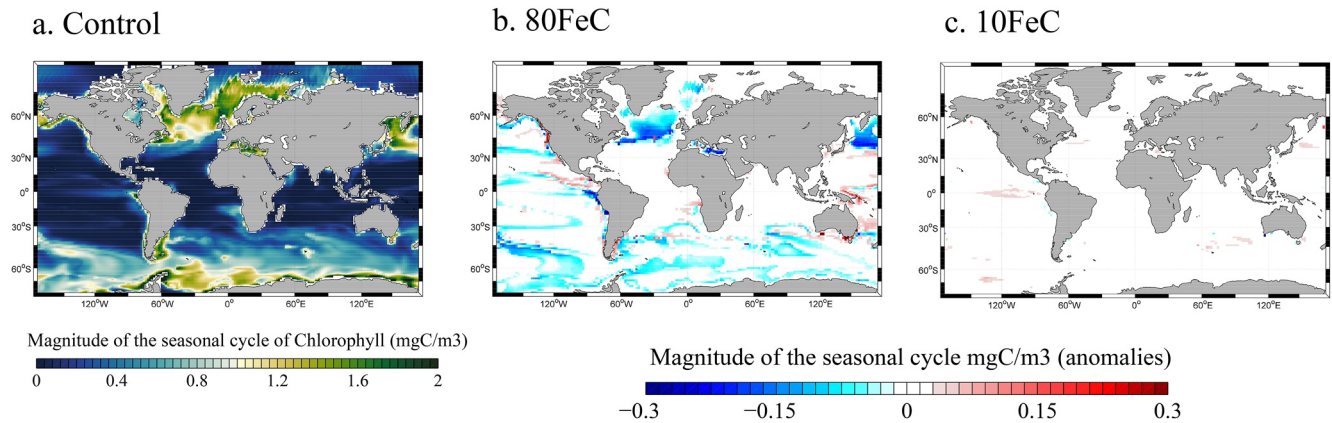 a. Control
b. 80FeC
c. 10FeC
60°N
30°N
0°
30°S
60°S
120°W
60°W
0°
60°E
120°E
60°N
30°N
0°
30°S
60°S
120°W
60°W
0°
60°E
120°E
60°N
30°N
0°
30°S
60°S
120°W
60°W
0°
60°E
120°E
Magnitude of the seasonal cycle of Chlorophyll (mgC/m3)
0 0.4 0.8 1.2 1.6 2
Magnitude of the seasonal cycle mgC/m3 (anomalies)
−0.3 −0.15 0 0.15 0.3